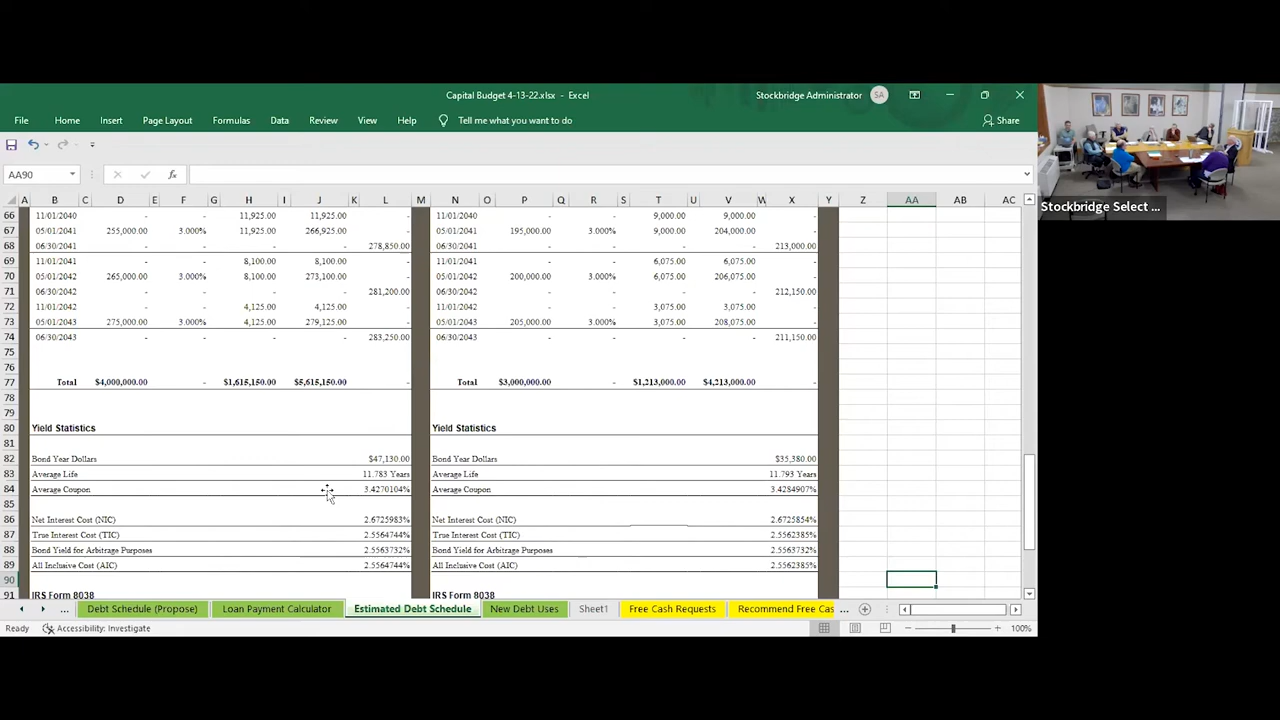 Capital Budget 4-13-22.xlsx - Excel
Stockbridge Administrator SA
File Home Insert Page Layout Formulas Data Review View Help Tell me what you want to do Share
AA90
A B C D E F G H I J K L M N O P Q R S T U V W X Y Z AA AB AC
66 11/01/2040 - - 11,925.00 11,925.00 - 11/01/2040 - - 9,000.00 9,000.00 -
67 05/01/2041 255,000.00 3.000% 11,925.00 266,925.00 - 05/01/2041 195,000.00 3.000% 9,000.00 204,000.00 -
68 06/30/2041 - - - - 278,850.00 06/30/2041 - - - - 213,000.00
69 11/01/2041 - - 8,100.00 8,100.00 - 11/01/2041 - - 6,075.00 6,075.00 -
70 05/01/2042 265,000.00 3.000% 8,100.00 273,100.00 - 05/01/2042 200,000.00 3.000% 6,075.00 206,075.00 -
71 06/30/2042 - - - - 281,200.00 06/30/2042 - - - - 212,150.00
72 11/01/2042 - - 4,125.00 4,125.00 - 11/01/2042 - - 3,075.00 3,075.00 -
73 05/01/2043 275,000.00 3.000% 4,125.00 279,125.00 - 05/01/2043 205,000.00 3.000% 3,075.00 208,075.00 -
74 06/30/2043 - - - - 283,250.00 06/30/2043 - - - - 211,150.00
75
76
77 Total $4,000,000.00 - $1,615,150.00 $5,615,150.00 - Total $3,000,000.00 - $1,213,000.00 $4,213,000.00 -
78
79
80 Yield Statistics Yield Statistics
81
82 Bond Year Dollars $47,130.00 Bond Year Dollars $35,380.00
83 Average Life 11.783 Years Average Life 11.793 Years
84 Average Coupon 3.4270104% Average Coupon 3.4284907%
85
86 Net Interest Cost (NIC) 2.6725983% Net Interest Cost (NIC) 2.6725854%
87 True Interest Cost (TIC) 2.5564744% True Interest Cost (TIC) 2.5562385%
88 Bond Yield for Arbitrage Purposes 2.5563732% Bond Yield for Arbitrage Purposes 2.5563732%
89 All Inclusive Cost (AIC) 2.5564744% All Inclusive Cost (AIC) 2.5562385%
90
91 IRS Form 8038 IRS Form 8038
... Debt Schedule (Propose) Loan Payment Calculator Estimated Debt Schedule New Debt Uses Sheet1 Free Cash Requests Recommend Free Cas ...
Ready Accessibility: Investigate 100%
Stockbridge Select ...